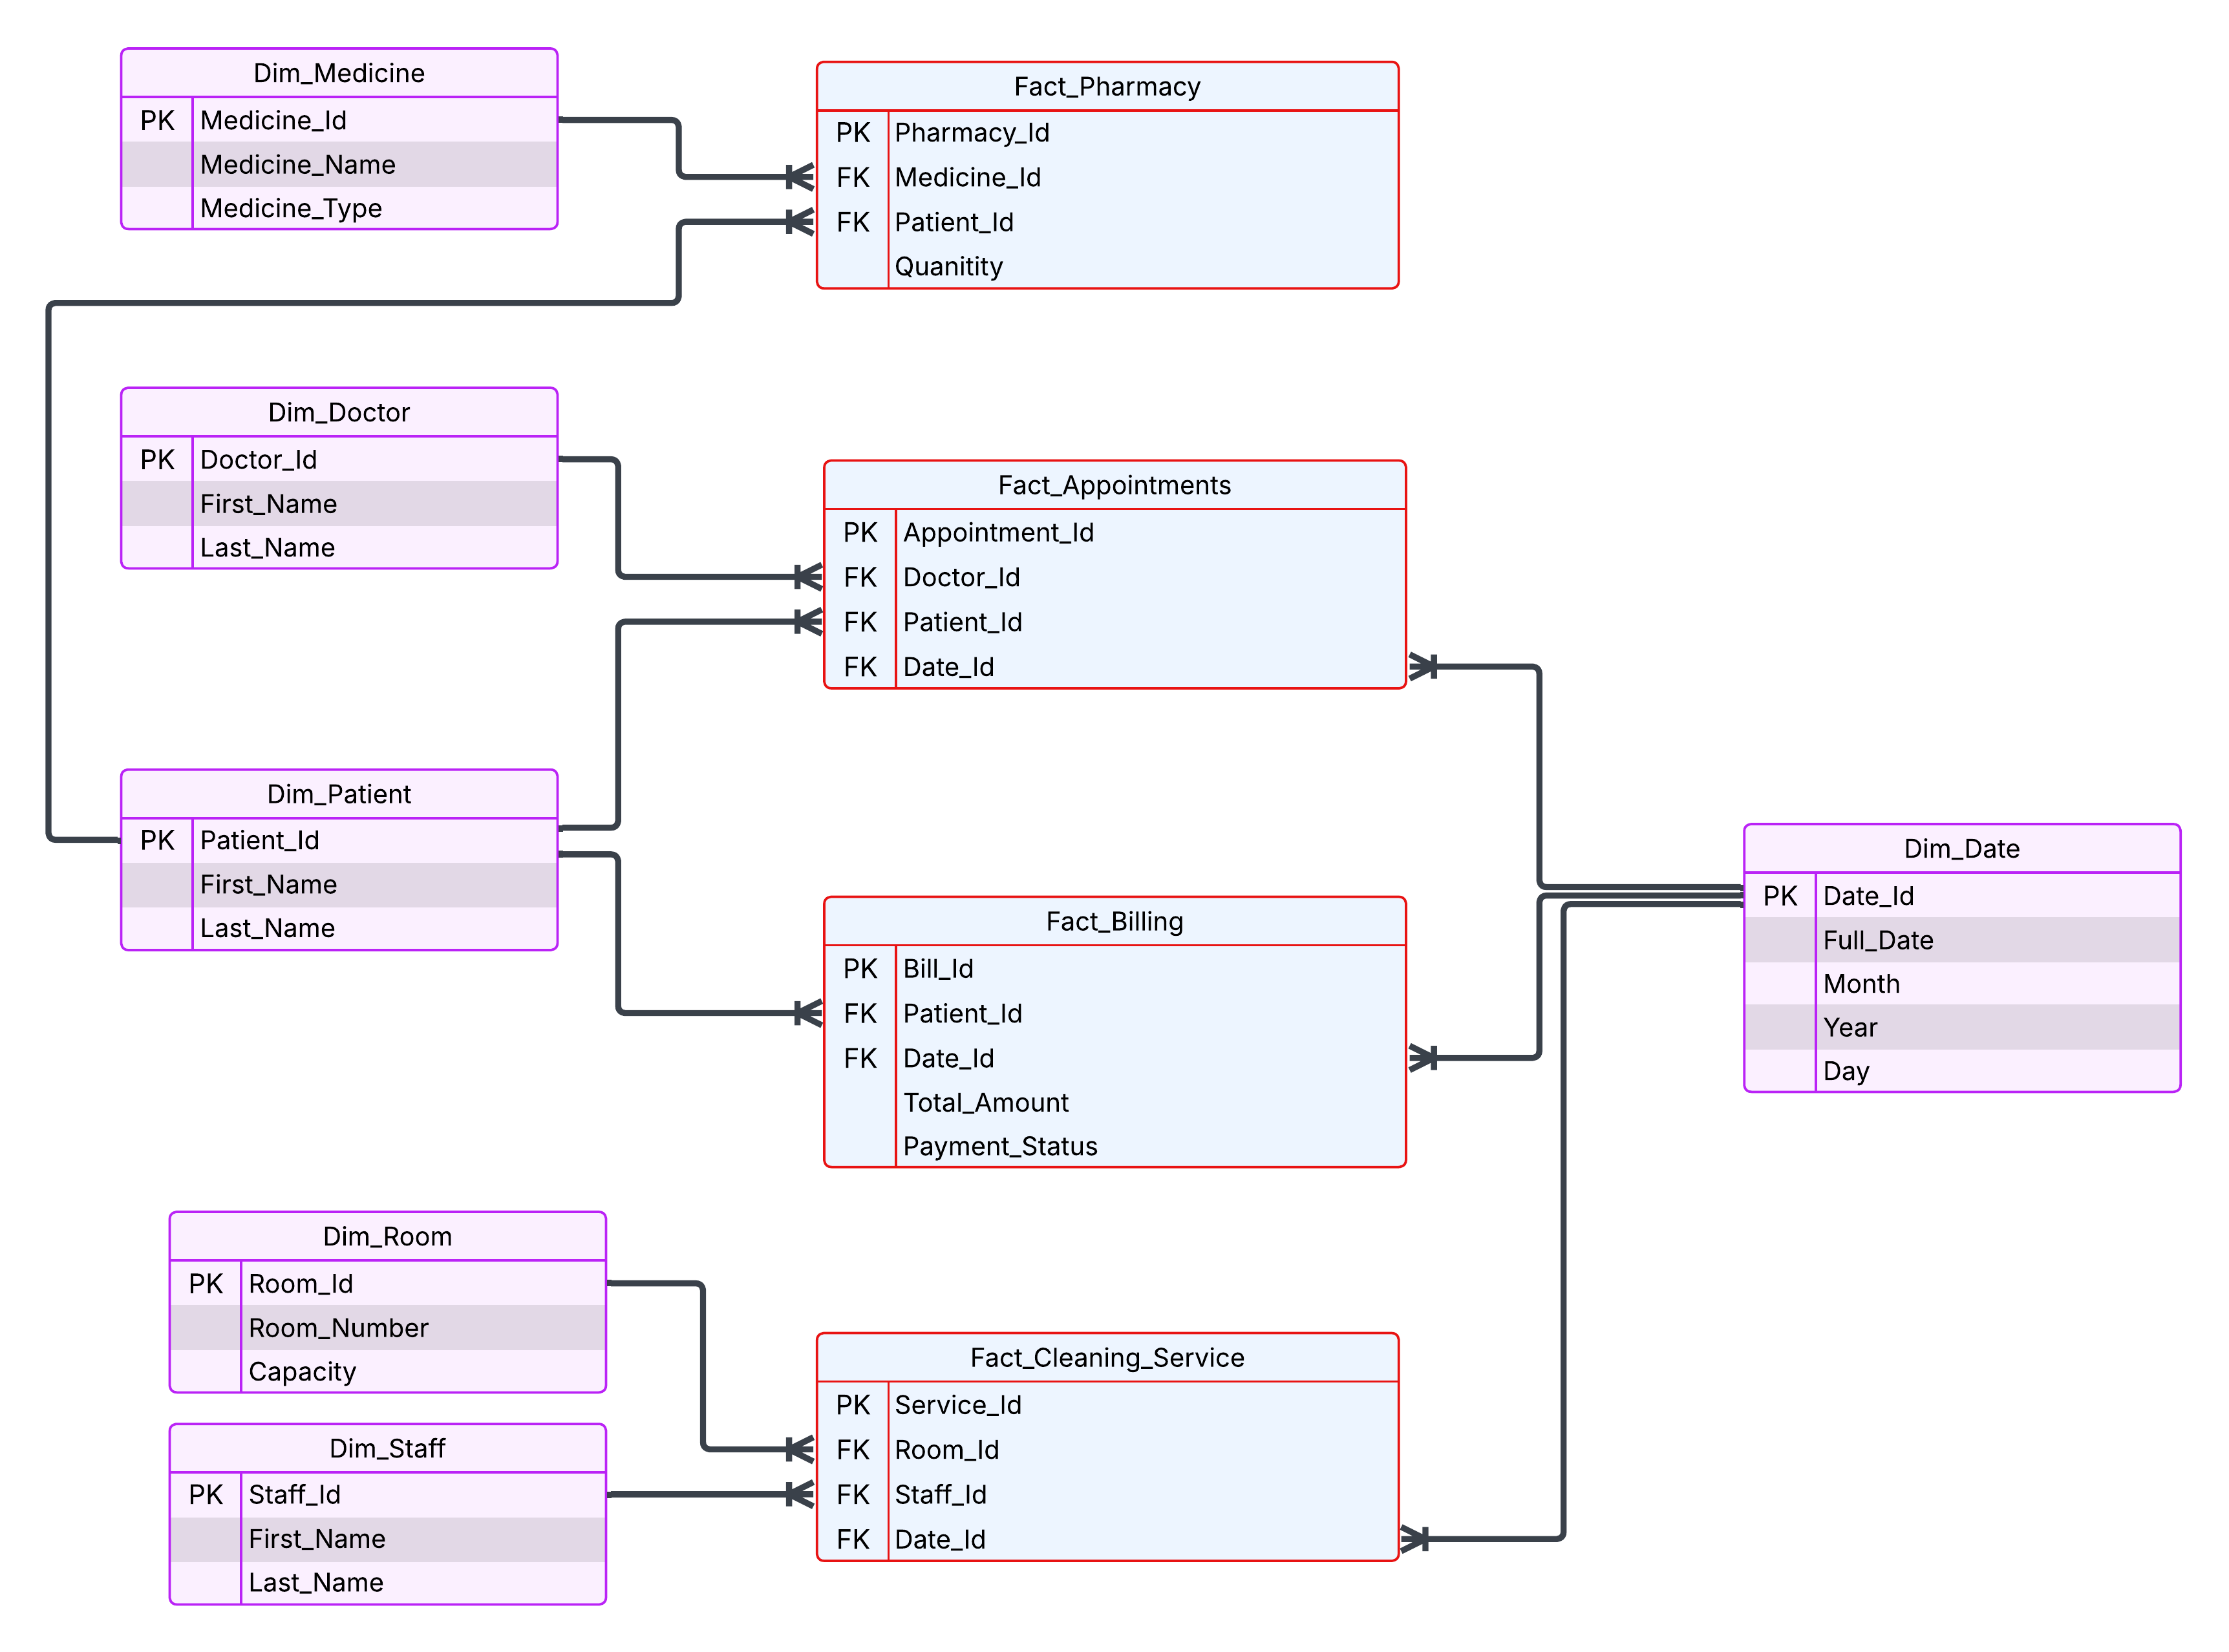 Dim_Medicine
PK Medicine_Id
Medicine_Name
Medicine_Type
Fact_Pharmacy
PK Pharmacy_Id
FK Medicine_Id
FK Patient_Id
Quanitity
Dim_Doctor
PK Doctor_Id
First_Name
Last_Name
Fact_Appointments
PK Appointment_Id
FK Doctor_Id
FK Patient_Id
FK Date_Id
Dim_Patient
PK Patient_Id
First_Name
Last_Name
Fact_Billing
PK Bill_Id
FK Patient_Id
FK Date_Id
Total_Amount
Payment_Status
Dim_Date
PK Date_Id
Full_Date
Month
Year
Day
Dim_Room
PK Room_Id
Room_Number
Capacity
Dim_Staff
PK Staff_Id
First_Name
Last_Name
Fact_Cleaning_Service
PK Service_Id
FK Room_Id
FK Staff_Id
FK Date_Id